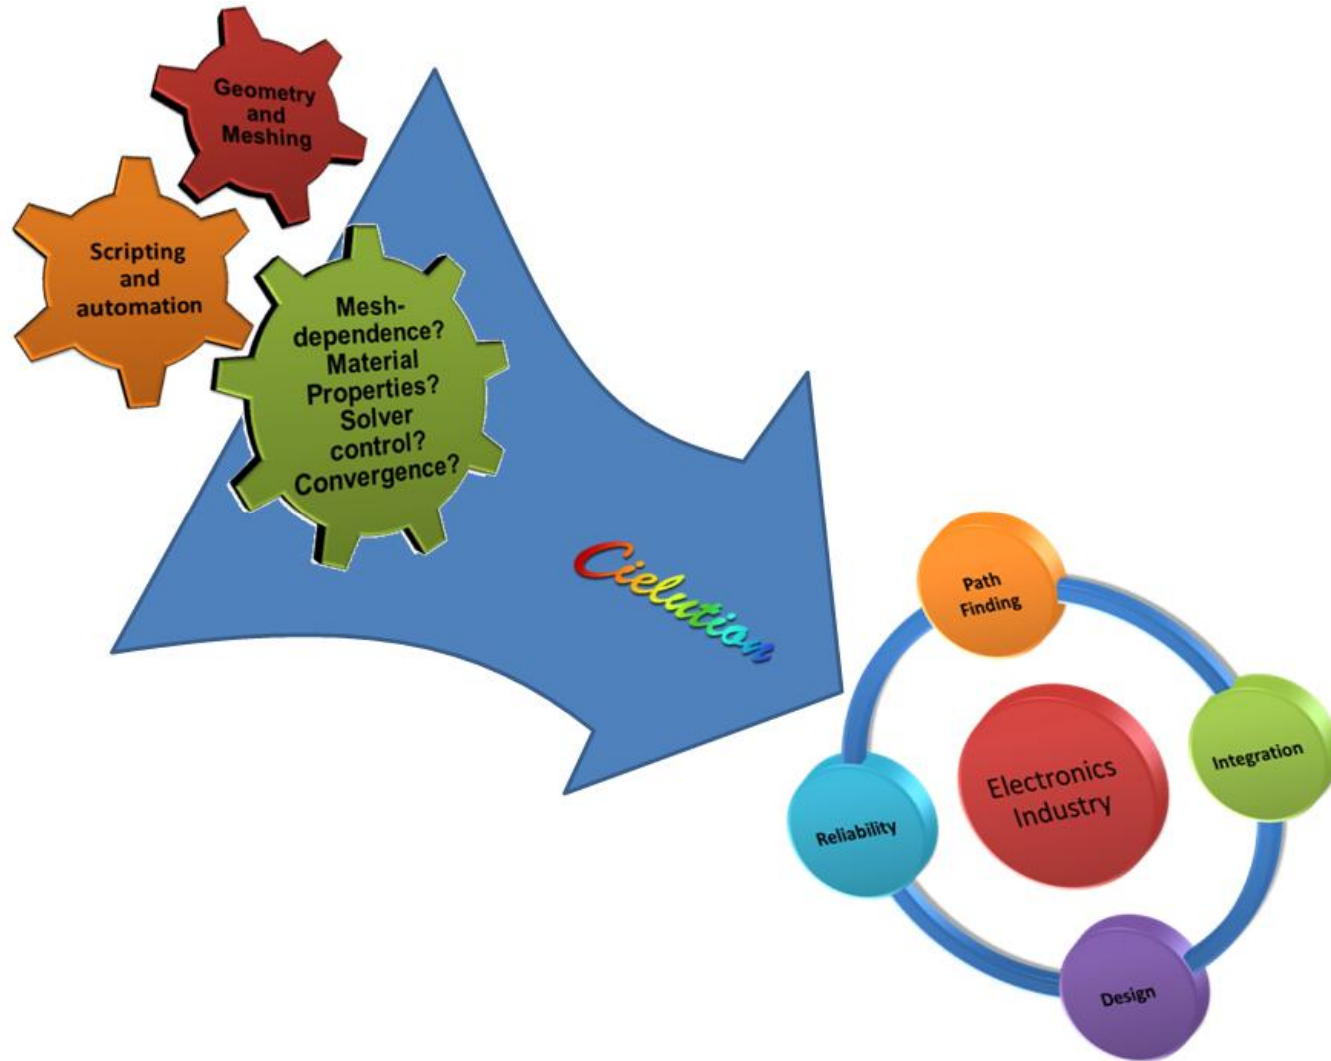 Geometry
and
Meshing
Scripting
and
automation
Mesh-
dependence?
Material
Properties?
Solver
control?
Convergence?
Cielution
Path
Finding
Integration
Electronics
Industry
Reliability
Design